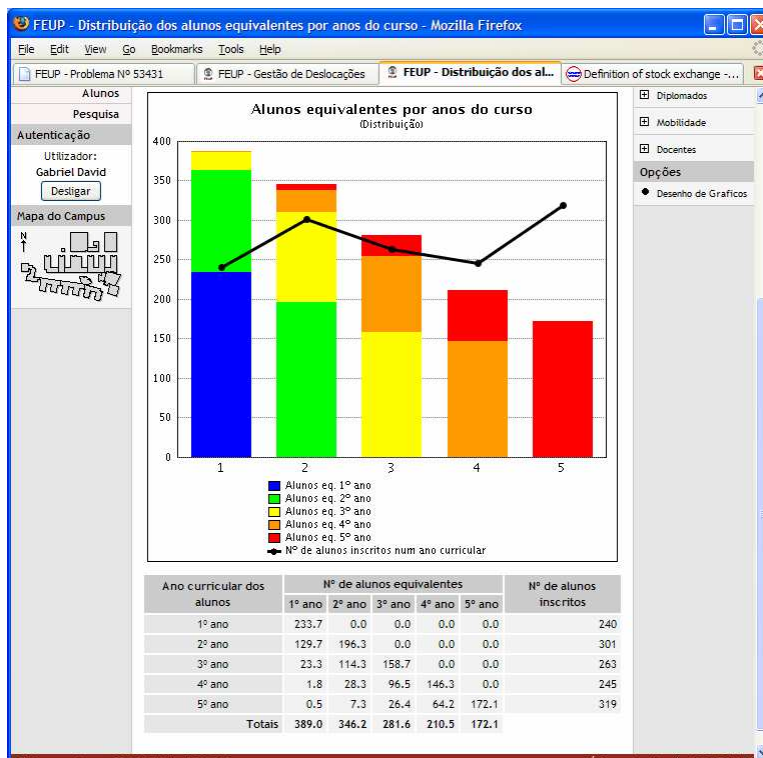 FEUP - Distribuição dos alunos equivalentes por anos do curso - Mozilla Firefox
File Edit View Go Bookmarks Tools Help
FEUP - Problema Nº 53431
FEUP - Gestão de Deslocações
FEUP - Distribuição dos al...
Definition of stock exchange -...
Alunos
Pesquisa
Autenticação
Utilizador:
Gabriel David
Desligar
Mapa do Campus
N
Alunos equivalentes por anos do curso
(Distribuição)
400
350
300
250
200
150
100
50
0
1 2 3 4 5
Alunos eq. 1º ano
Alunos eq. 2º ano
Alunos eq. 3º ano
Alunos eq. 4º ano
Alunos eq. 5º ano
Nº de alunos inscritos num ano curricular
Diplomados
Mobilidade
Docentes
Opções
Desenho de Graficos
Ano curricular dos alunos Nº de alunos equivalentes Nº de alunos inscritos
1º ano 2º ano 3º ano 4º ano 5º ano
1º ano 233.7 0.0 0.0 0.0 0.0 240
2º ano 129.7 196.3 0.0 0.0 0.0 301
3º ano 23.3 114.3 158.7 0.0 0.0 263
4º ano 1.8 28.3 96.5 146.3 0.0 245
5º ano 0.5 7.3 26.4 64.2 172.1 319
Totais 389.0 346.2 281.6 210.5 172.1